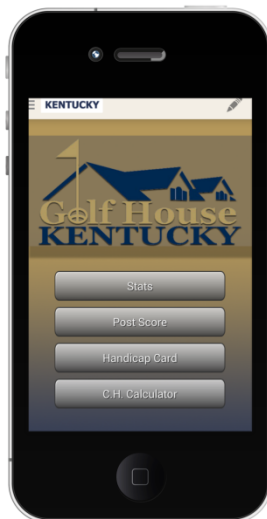 KENTUCKY
Golf House
KENTUCKY
Stats
Post Score
Handicap Card
C.H. Calculator